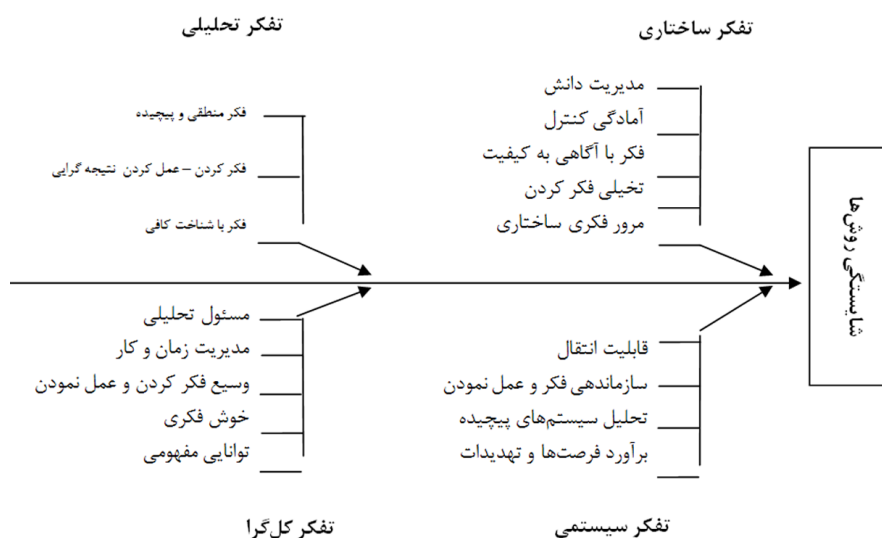 تفکر ساختاری
مدیریت دانش
آمادگی کنترل
فکر با آگاهی به کیفیت
تخیلی فکر کردن
مرور فکری ساختاری
تفکر تحلیلی
فکر منطقی و پیچیده
فکر کردن – عمل کردن نتیجه گرایی
فکر با شناخت کافی
شایستگی روش‌ها
قابلیت انتقال
سازماندهی فکر و عمل نمودن
تحلیل سیستم‌های پیچیده
برآورد فرصت‌ها و تهدیدات
تفکر سیستمی
مسئول تحلیلی
مدیریت زمان و کار
وسیع فکر کردن و عمل نمودن
خوش فکری
توانایی مفهومی
تفکر کل‌گرا